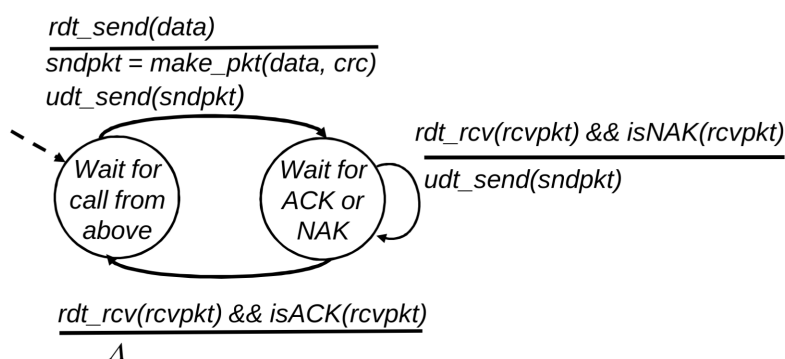 rdt_send(data)
sndpkt = make_pkt(data, crc)
udt_send(sndpkt)
rdt_rcv(rcvpkt) && isNAK(rcvpkt)
udt_send(sndpkt)
Wait for
call from
above
Wait for
ACK or
NAK
rdt_rcv(rcvpkt) && isACK(rcvpkt)
Λ